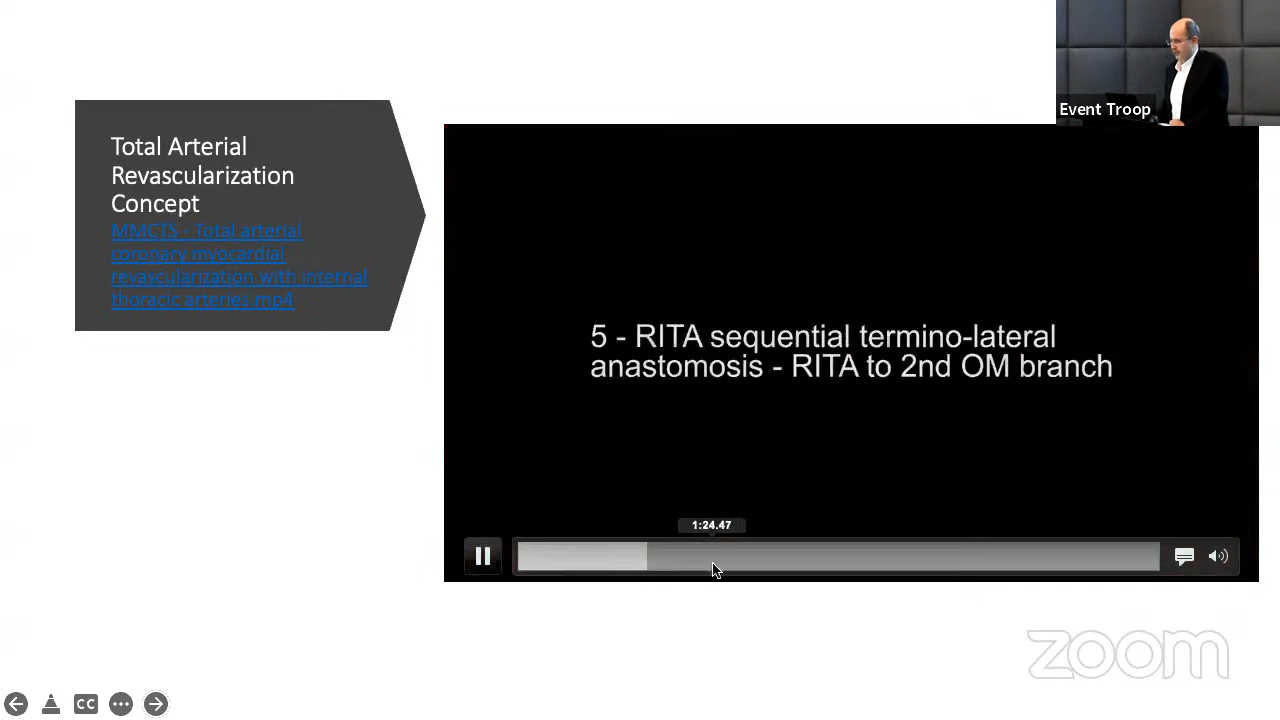 Event Troop
Total Arterial
Revascularization
Concept
MMCTS - Total arterial
coronary myocardial
revascularization with internal
thoracic arteries.mp4
5 - RITA sequential termino-lateral
anastomosis - RITA to 2nd OM branch
1:24.47
zoom
CC